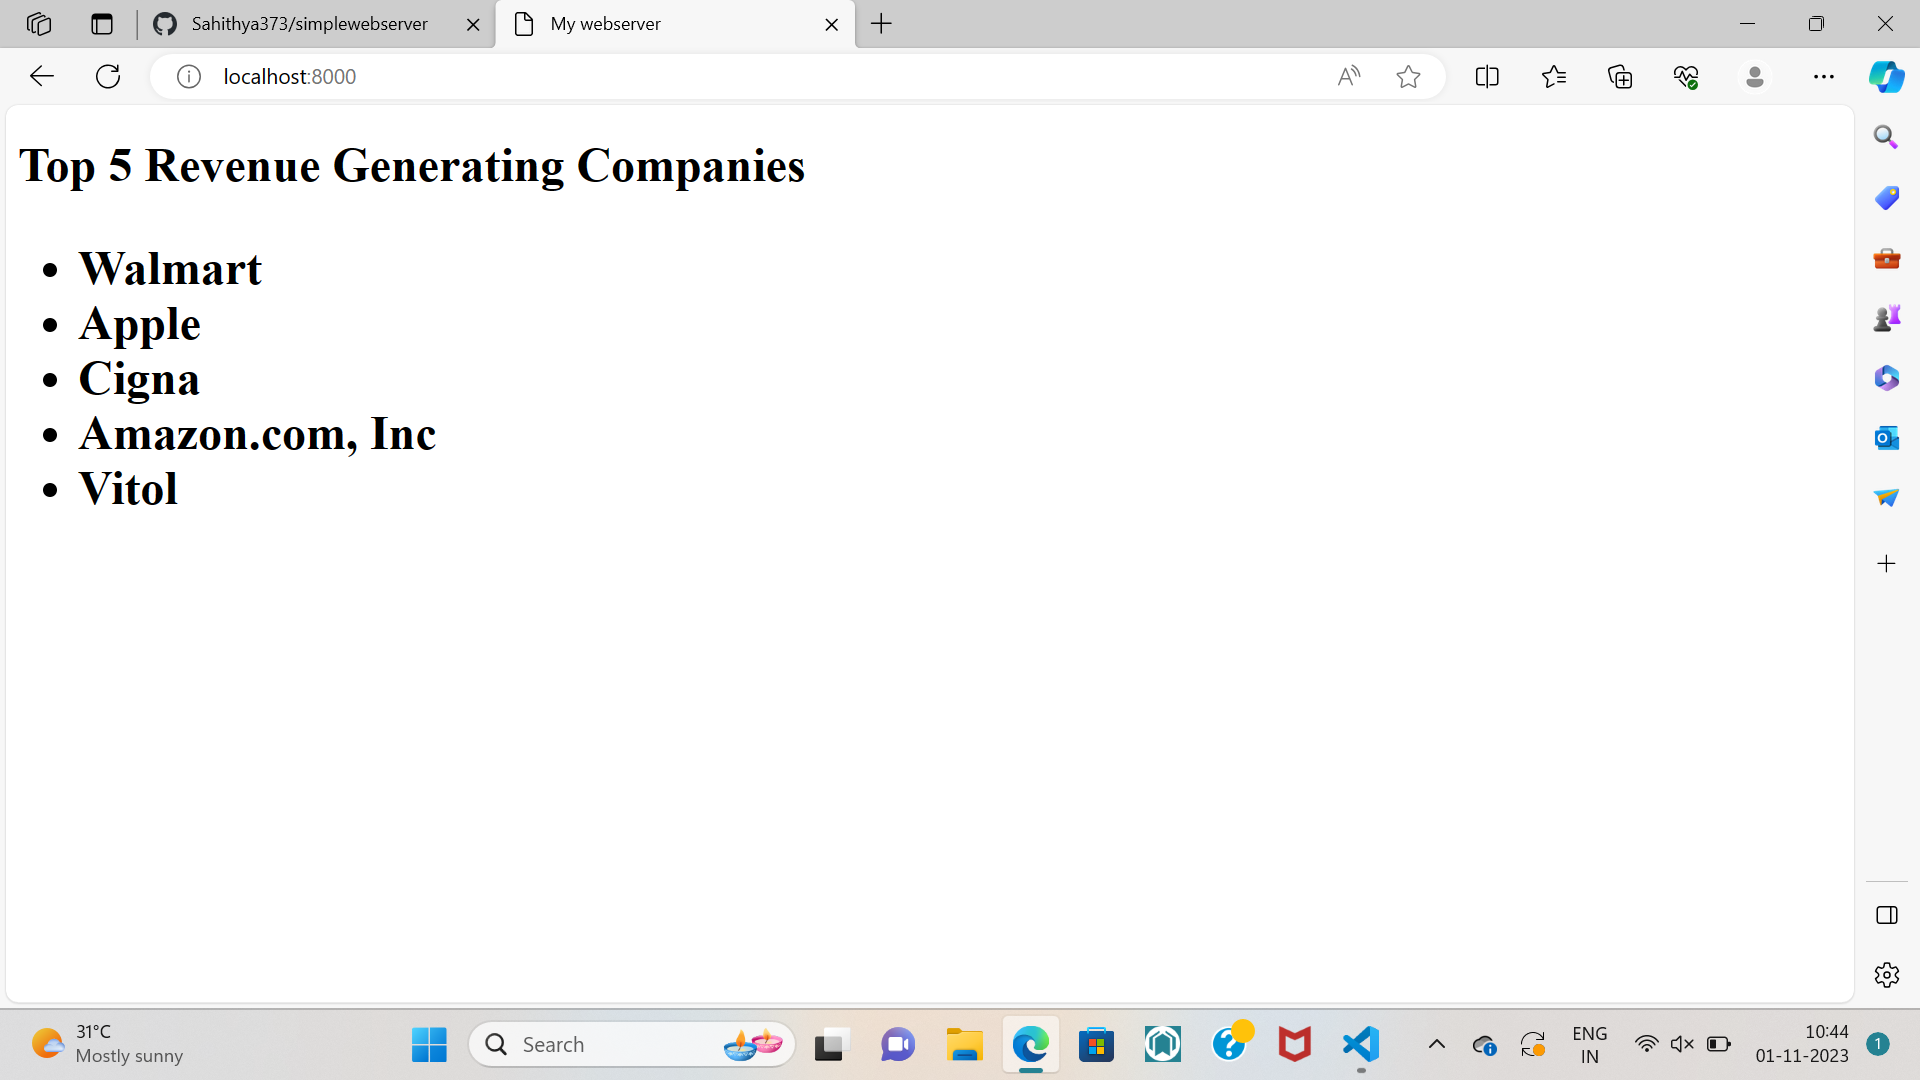 Sahithya373/simplewebserver
My webserver
localhost:8000
Top 5 Revenue Generating Companies
• Walmart
• Apple
• Cigna
• Amazon.com, Inc
• Vitol
31°C
Mostly sunny
Search
ENG
IN
10:44
01-11-2023
1